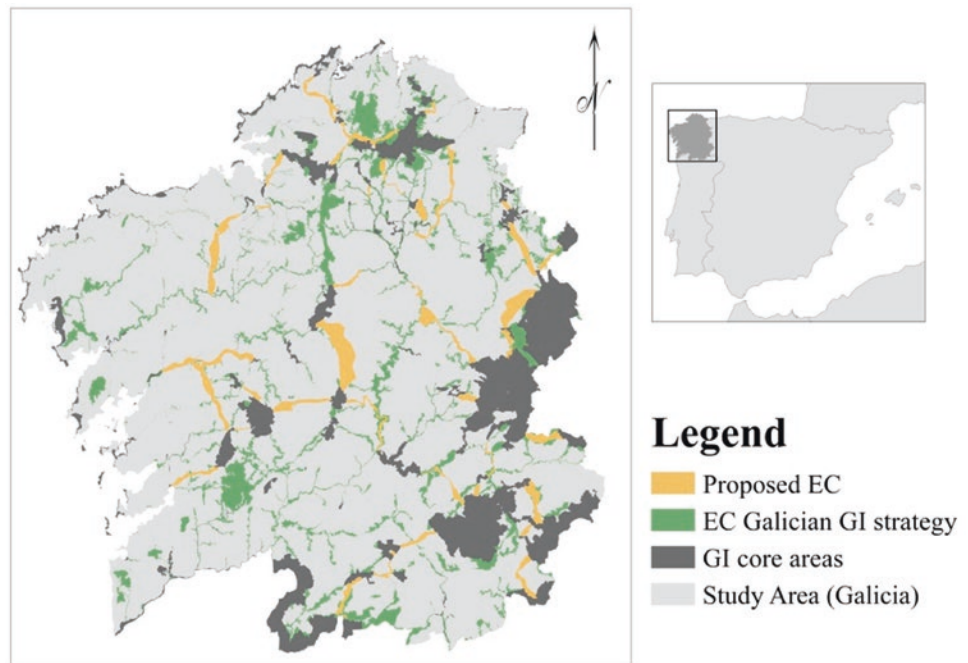 N
Legend
Proposed EC
EC Galician GI strategy
GI core areas
Study Area (Galicia)